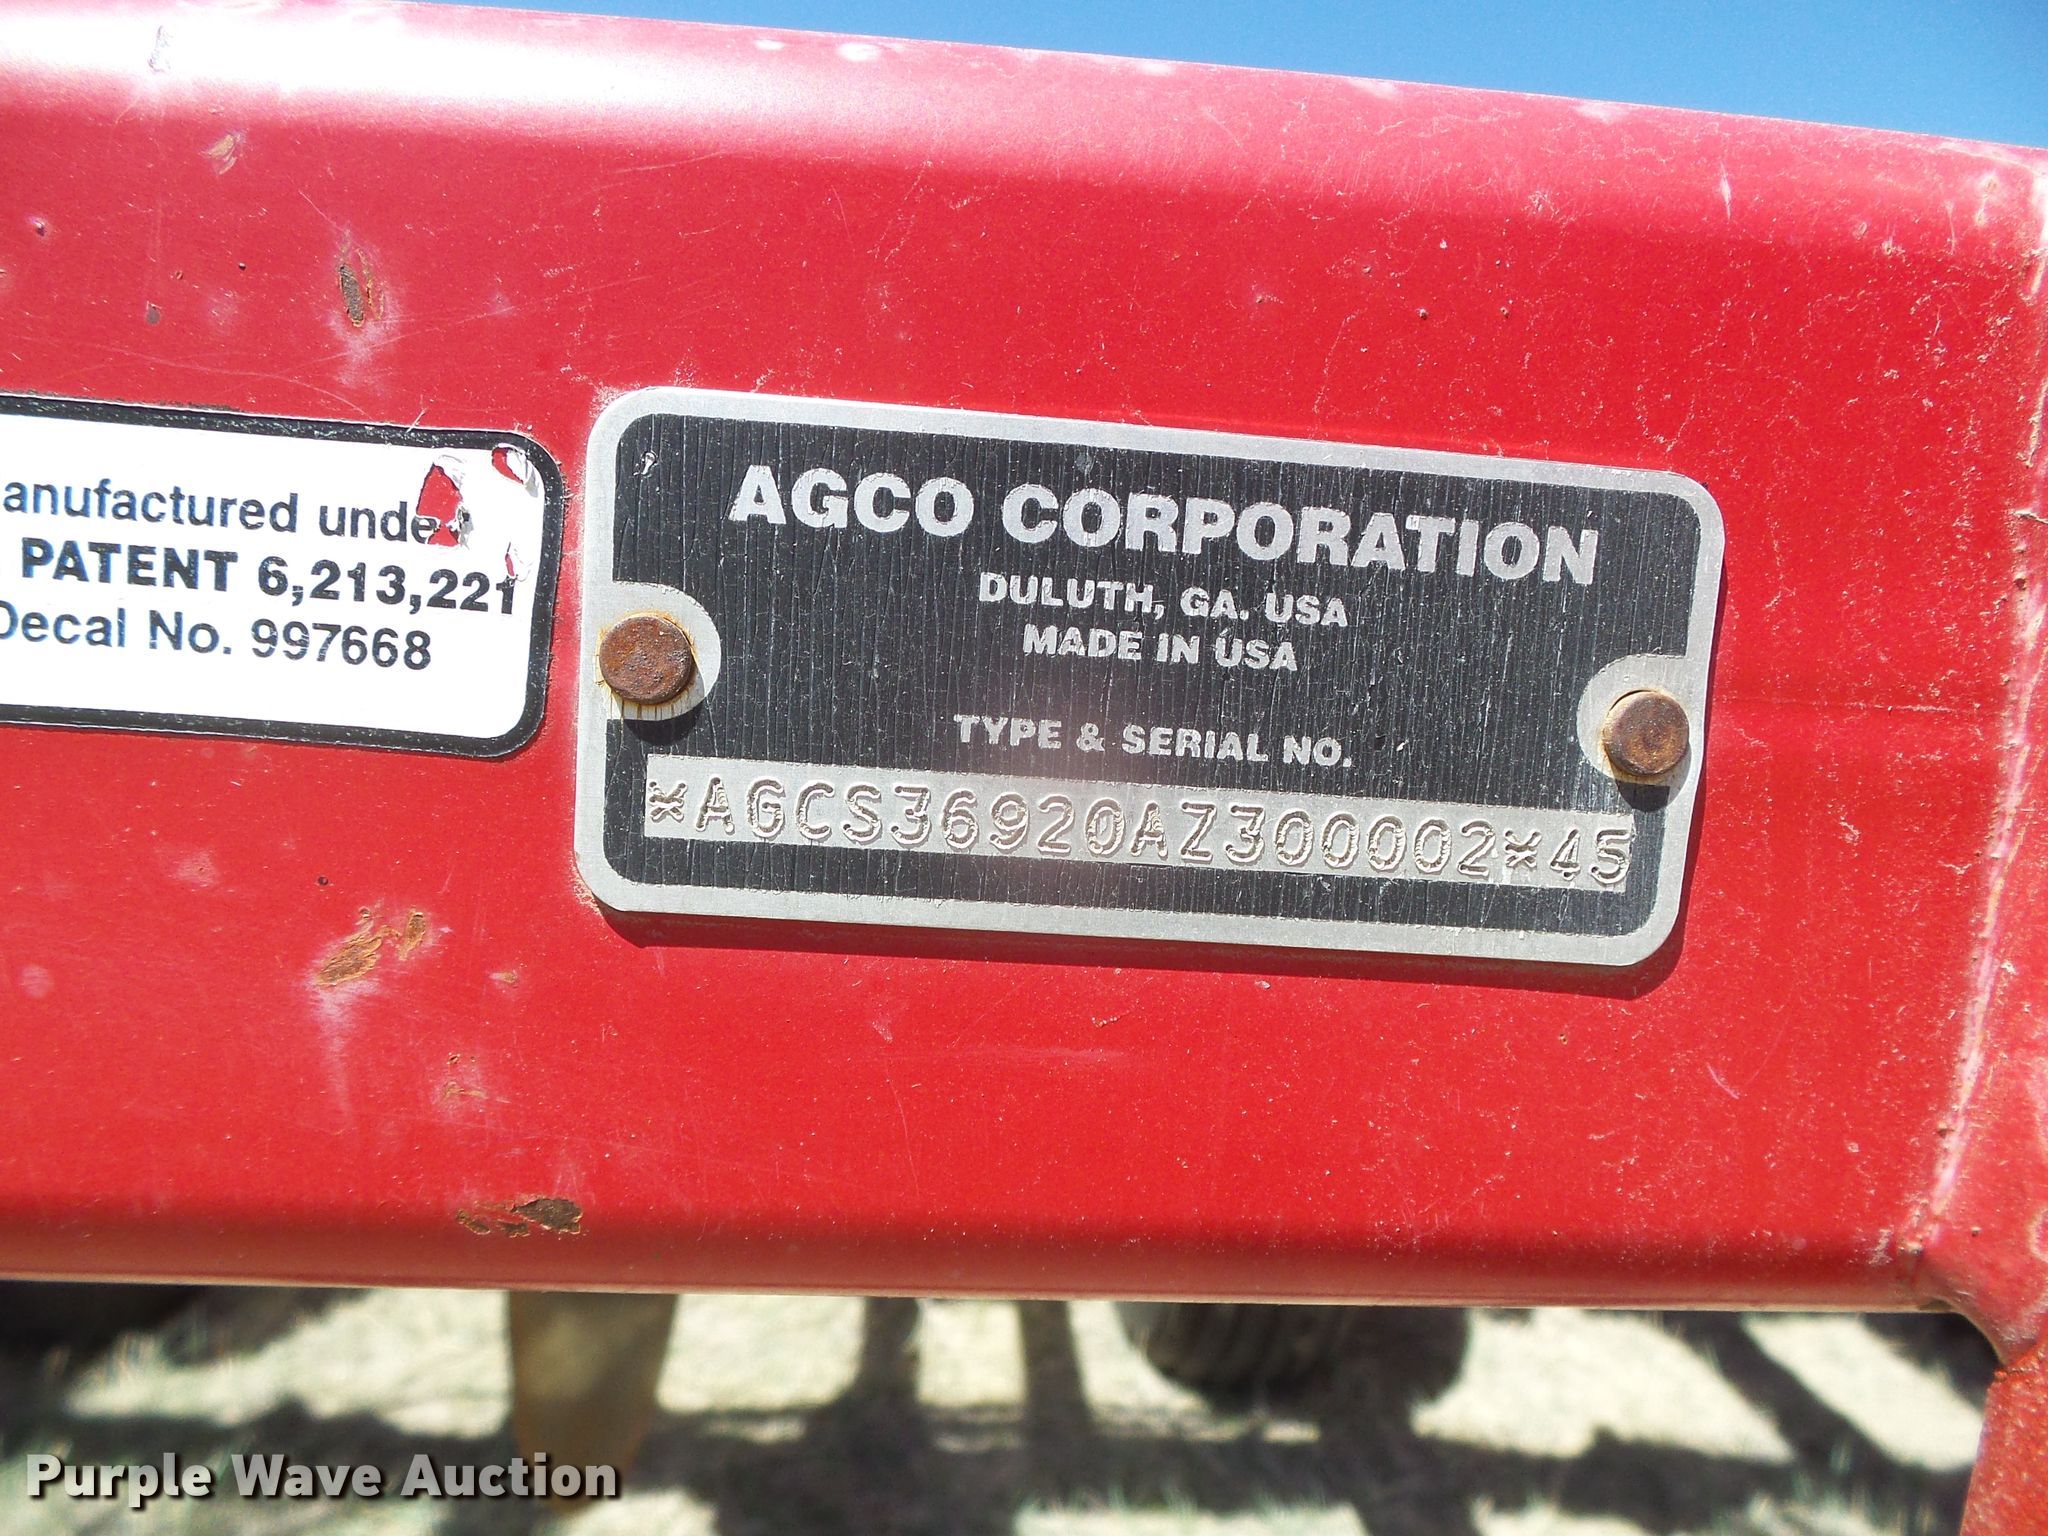 anufactured unde
PATENT 6,213,221
Decal No. 997668
AGCO CORPORATION
DULUTH, GA. USA
MADE IN USA
TYPE & SERIAL NO.
*AGCS36920AZ300002*45
Purple Wave Auction